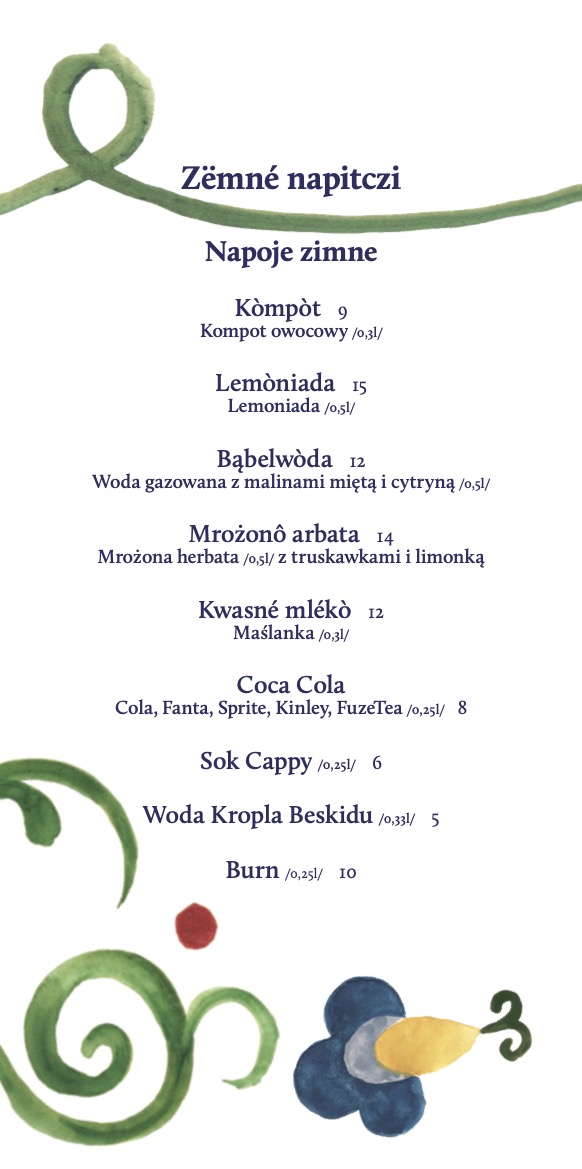 Zëmné napitczi
Napoje zimne
Kòmpòt 9
Kompot owocowy /0,3l/
Lemòniada 15
Lemoniada /0,5l/
Bąbelwòda 12
Woda gazowana z malinami miętą i cytryną /0,5l/
Mrożonô arbata 14
Mrożona herbata /0,5l/ z truskawkami i limonką
Kwasné mlékò 12
Maślanka /0,3l/
Coca Cola
Cola, Fanta, Sprite, Kinley, FuzeTea /0,25l/ 8
Sok Cappy /0,25l/ 6
Woda Kropla Beskidu /0,33l/ 5
Burn /0,25l/ 10